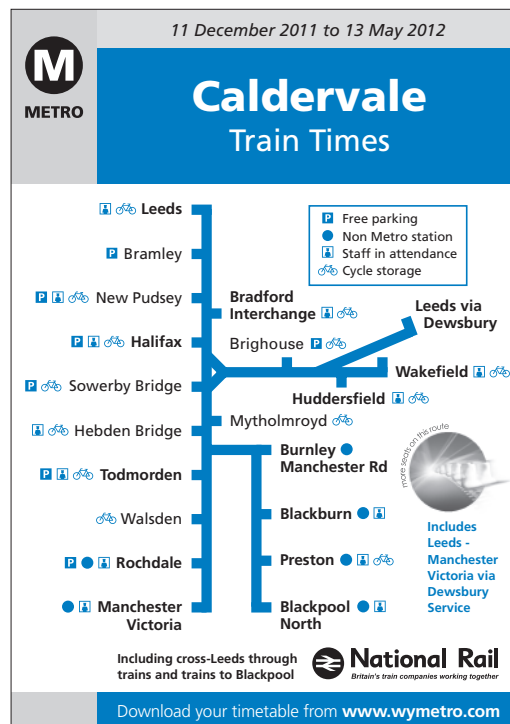 11 December 2011 to 13 May 2012
M
METRO
Caldervale
Train Times
Leeds
Bramley
New Pudsey
Halifax
Sowerby Bridge
Hebden Bridge
Todmorden
Walsden
Rochdale
Manchester
Victoria
P Free parking
Non Metro station
Staff in attendance
Cycle storage
Bradford
Interchange
Leeds via
Dewsbury
Brighouse P
Wakefield
Huddersfield
Mytholmroyd
Burnley
Manchester Rd
Blackburn
Preston
Blackpool
North
more seats on this route
Includes
Leeds -
Manchester
Victoria via
Dewsbury
Service
Including cross-Leeds through
trains and trains to Blackpool
National Rail
Britain's train companies working together
Download your timetable from www.wymetro.com